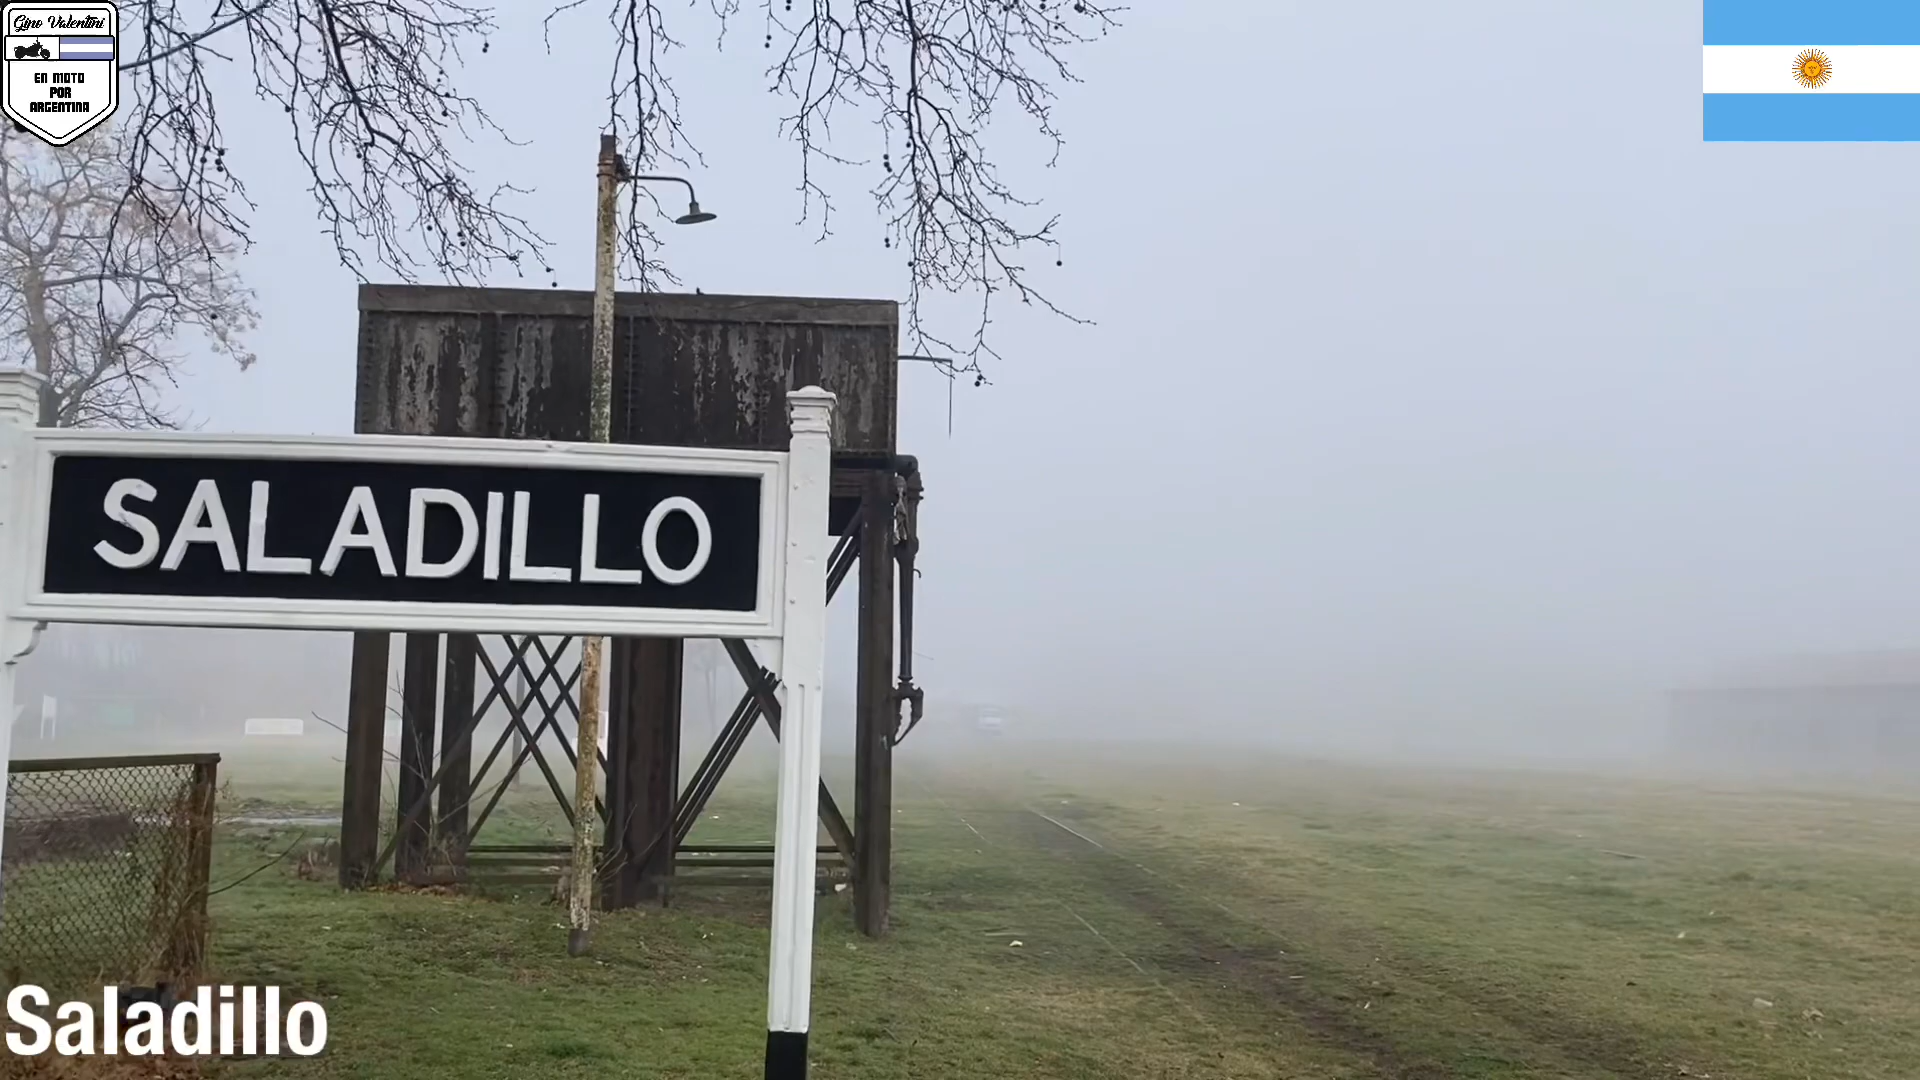 Gino Valentini
EN MOTO
POR
ARGENTINA
SALADILLO
Saladillo